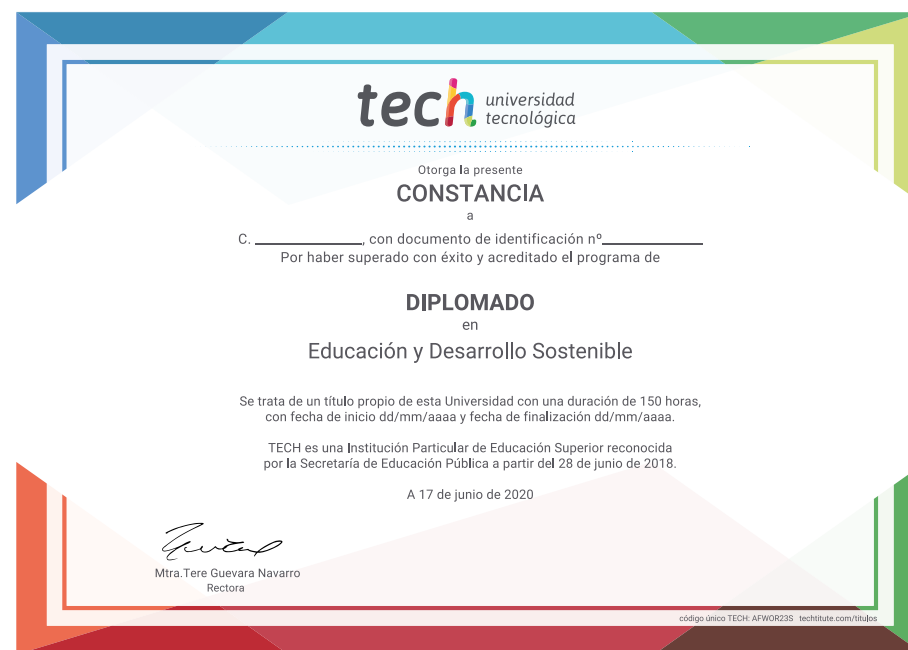 tech universidad
tecnológica
Otorga la presente
CONSTANCIA
a
C. ______________, con documento de identificación nº_____________
Por haber superado con éxito y acreditado el programa de
DIPLOMADO
en
Educación y Desarrollo Sostenible
Se trata de un título propio de esta Universidad con una duración de 150 horas,
con fecha de inicio dd/mm/aaaa y fecha de finalización dd/mm/aaaa.
TECH es una Institución Particular de Educación Superior reconocida
por la Secretaría de Educación Pública a partir del 28 de junio de 2018.
A 17 de junio de 2020
Mtra.Tere Guevara Navarro
Rectora
código único TECH: AFWOR23S techtitute.com/titulos